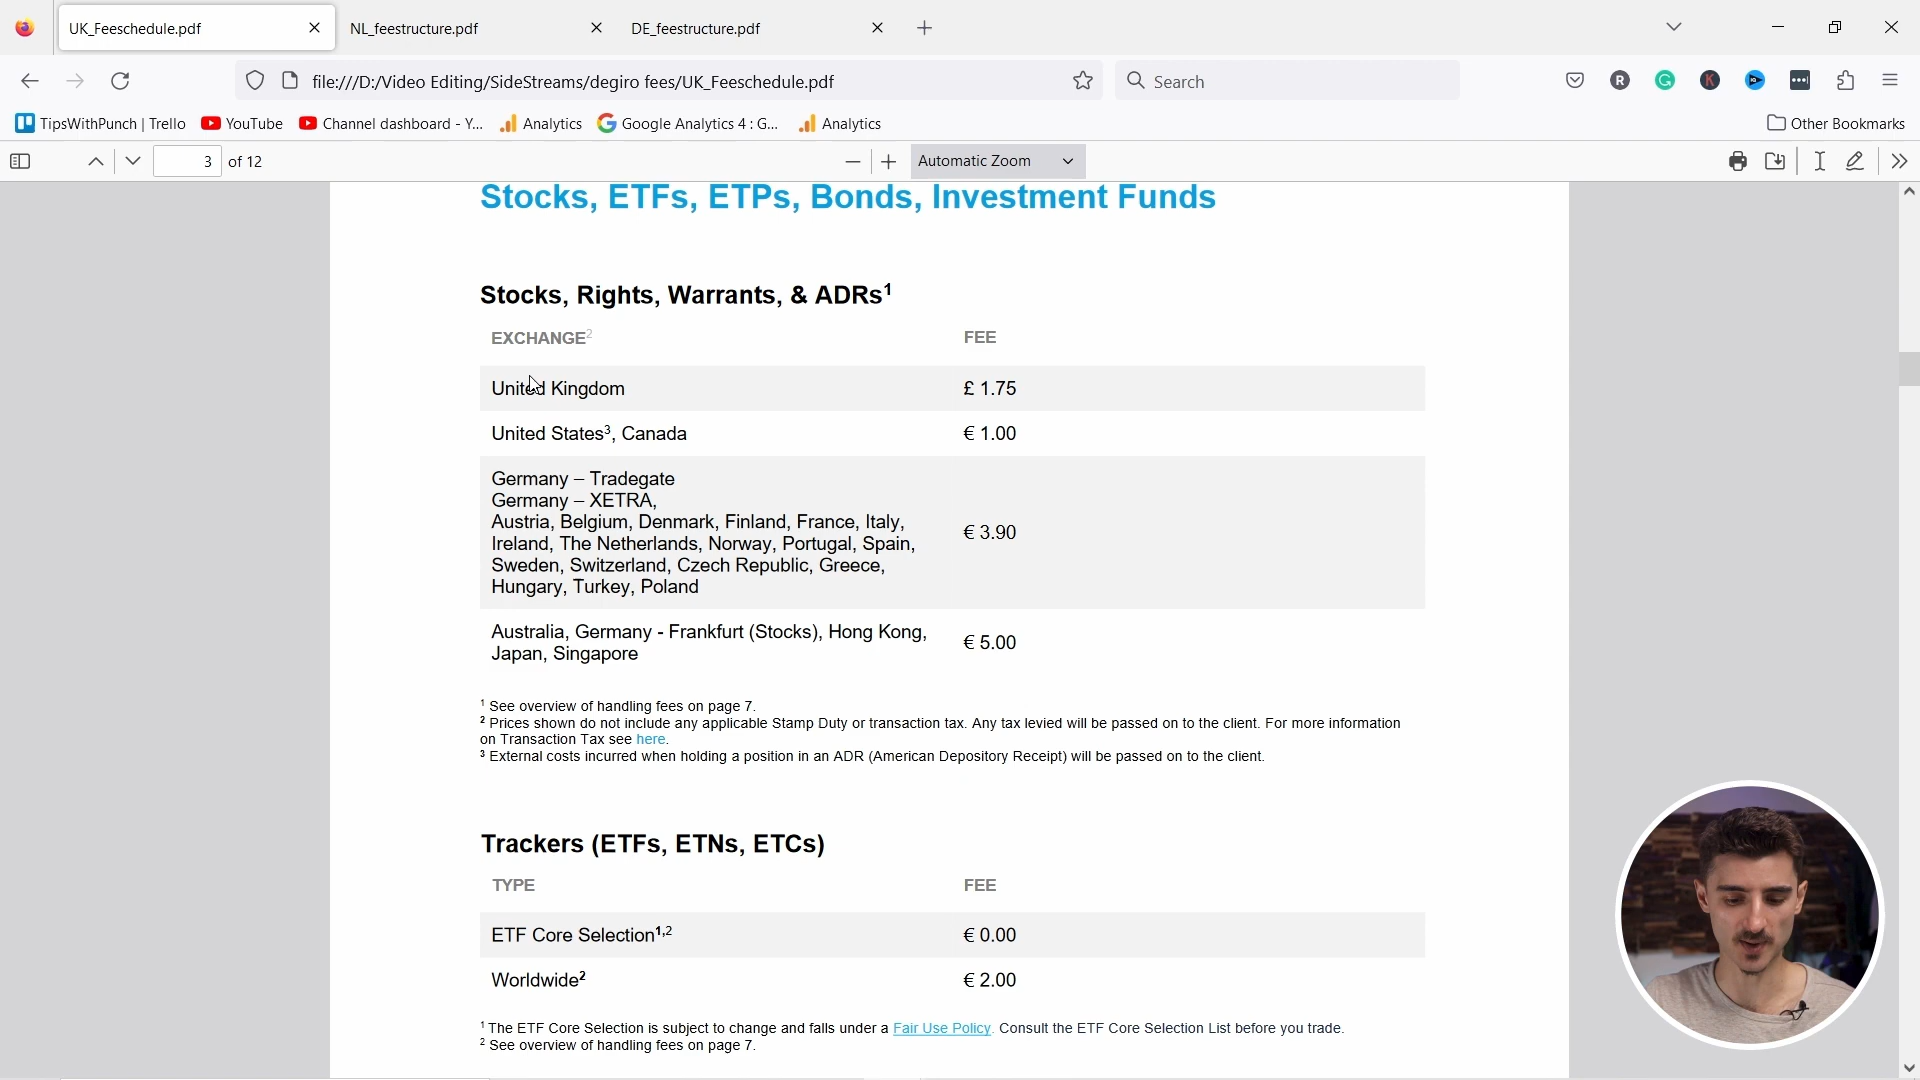 UK_Feeschedule.pdf
NL_feestructure.pdf
DE_feestructure.pdf
file:///D:/Video Editing/SideStreams/degiro fees/UK_Feeschedule.pdf
Search
R
G
K
TipsWithPunch | Trello
YouTube
Channel dashboard - Y...
Analytics
Google Analytics 4 : G...
Analytics
Other Bookmarks
3 of 12
Automatic Zoom
Stocks, ETFs, ETPs, Bonds, Investment Funds
Stocks, Rights, Warrants, & ADRs¹
EXCHANGE² FEE
United Kingdom £ 1.75
United States³, Canada € 1.00
Germany – Tradegate
Germany – XETRA,
Austria, Belgium, Denmark, Finland, France, Italy,
Ireland, The Netherlands, Norway, Portugal, Spain,
Sweden, Switzerland, Czech Republic, Greece,
Hungary, Turkey, Poland
€ 3.90
Australia, Germany - Frankfurt (Stocks), Hong Kong,
Japan, Singapore
€ 5.00
¹ See overview of handling fees on page 7.
² Prices shown do not include any applicable Stamp Duty or transaction tax. Any tax levied will be passed on to the client. For more information
on Transaction Tax see here.
³ External costs incurred when holding a position in an ADR (American Depository Receipt) will be passed on to the client.
Trackers (ETFs, ETNs, ETCs)
TYPE FEE
ETF Core Selection¹,² € 0.00
Worldwide² € 2.00
¹ The ETF Core Selection is subject to change and falls under a Fair Use Policy. Consult the ETF Core Selection List before you trade.
² See overview of handling fees on page 7.